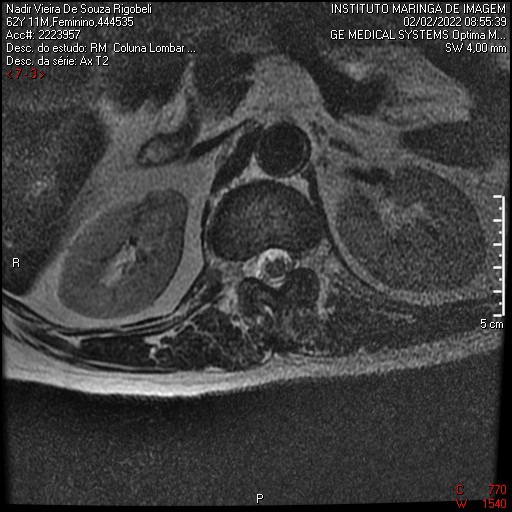 Nadir Vieira De Souza Rigobeli
62Y 11M,Feminino,444535
Acc#: 2223957
Desc. do estudo: RM Coluna Lombar ...
Desc. da série: Ax T2
< 7 - 3 >
INSTITUTO MARINGA DE IMAGEM
02/02/2022 08:55:39
GE MEDICAL SYSTEMS Optima M...
SW 4,00 mm
R
5 cm
P
C 770
W 1540